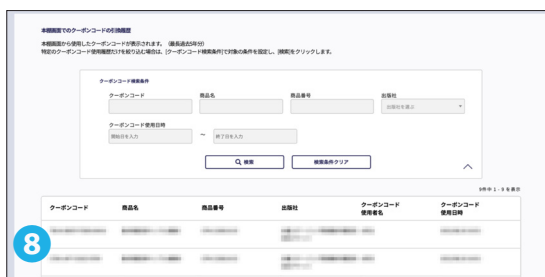 本棚画面でのクーポンコードの引換履歴
本棚画面から使用したクーポンコードが表示されます。（最長過去5年分）
特定のクーポンコード使用履歴だけを絞り込む場合は、[クーポンコード検索条件]で対象の条件を設定し、[検索]をクリックします。
クーポンコード検索条件
クーポンコード 商品名 商品番号 出版社
出版社を選ぶ
クーポンコード使用日時
開始日を入力 ～ 終了日を入力
検索 検索条件クリア
9件中 1 - 9 を表示
クーポンコード 商品名 商品番号 出版社 クーポンコード使用者名 クーポンコード使用日時
8